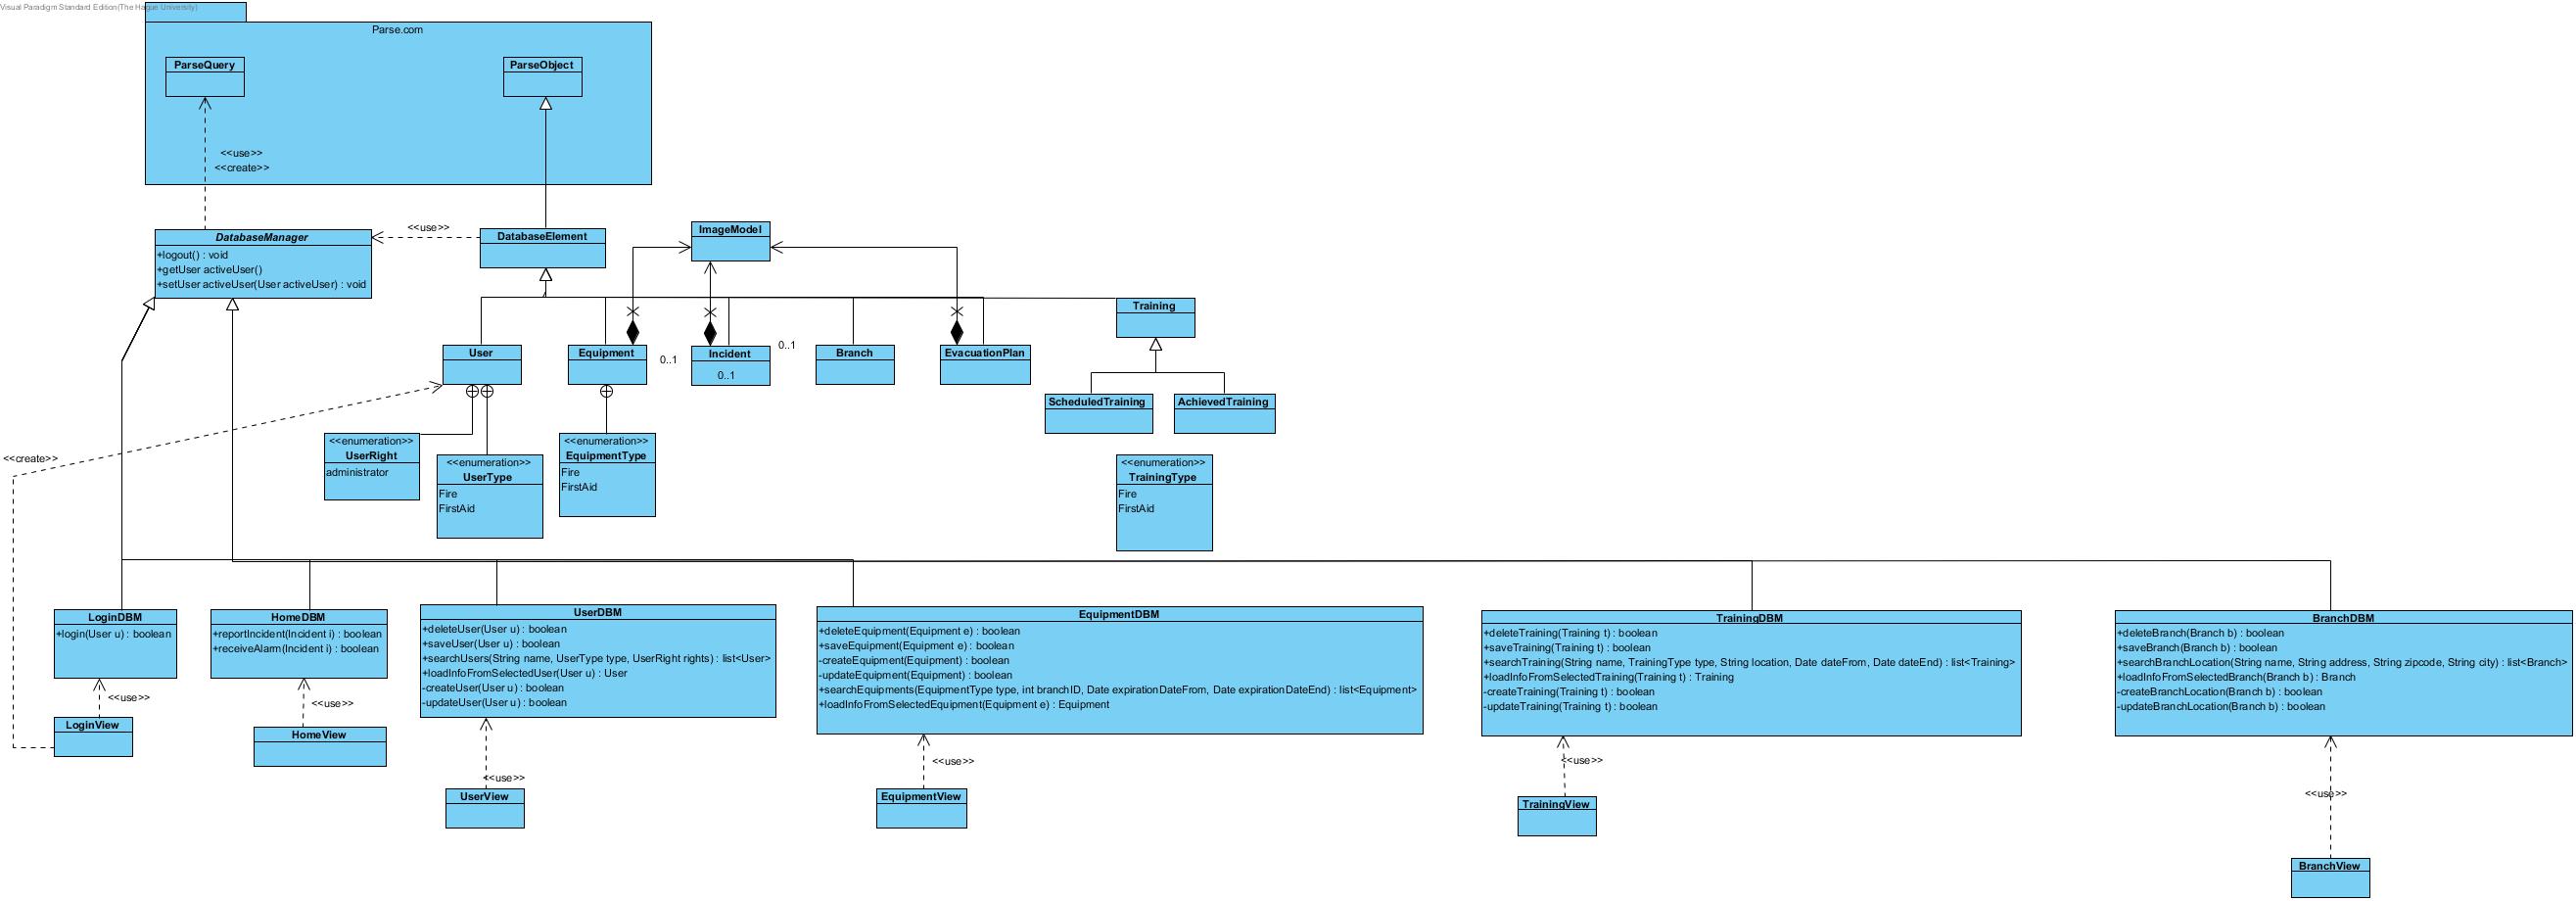 Visual Paradigm Standard Edition(The Hague University)
Parse.com
ParseQuery
ParseObject
<<use>>
<<create>>
DatabaseManager
+logout() : void
+getUser activeUser()
+setUser activeUser(User activeUser) : void
<<use>>
DatabaseElement
ImageModel
Training
User
Equipment
0..1
Incident
0..1
0..1
Branch
EvacuationPlan
ScheduledTraining
AchievedTraining
<<create>>
<<enumeration>>
UserRight
administrator
<<enumeration>>
UserType
Fire
FirstAid
<<enumeration>>
EquipmentType
Fire
FirstAid
<<enumeration>>
TrainingType
Fire
FirstAid
LoginDBM
+login(User u) : boolean
HomeDBM
+reportIncident(Incident i) : boolean
+receiveAlarm(Incident i) : boolean
UserDBM
+deleteUser(User u) : boolean
+saveUser(User u) : boolean
+searchUsers(String name, UserType type, UserRight rights) : list<User>
+loadInfoFromSelectedUser(User u) : User
-createUser(User u) : boolean
-updateUser(User u) : boolean
EquipmentDBM
+deleteEquipment(Equipment e) : boolean
+saveEquipment(Equipment e) : boolean
-createEquipment(Equipment) : boolean
-updateEquipment(Equipment) : boolean
+searchEquipments(EquipmentType type, int branchID, Date expirationDateFrom, Date expirationDateEnd) : list<Equipment>
+loadInfoFromSelectedEquipment(Equipment e) : Equipment
TrainingDBM
+deleteTraining(Training t) : boolean
+saveTraining(Training t) : boolean
+searchTraining(String name, TrainingType type, String location, Date dateFrom, Date dateEnd) : list<Training>
+loadInfoFromSelectedTraining(Training t) : Training
-createTraining(Training t) : boolean
-updateTraining(Training t) : boolean
BranchDBM
+deleteBranch(Branch b) : boolean
+saveBranch(Branch b) : boolean
+searchBranchLocation(String name, String address, String zipcode, String city) : list<Branch>
+loadInfoFromSelectedBranch(Branch b) : Branch
-createBranchLocation(Branch b) : boolean
-updateBranchLocation(Branch b) : boolean
<<use>>
LoginView
<<use>>
HomeView
<<use>>
UserView
<<use>>
EquipmentView
<<use>>
TrainingView
<<use>>
BranchView